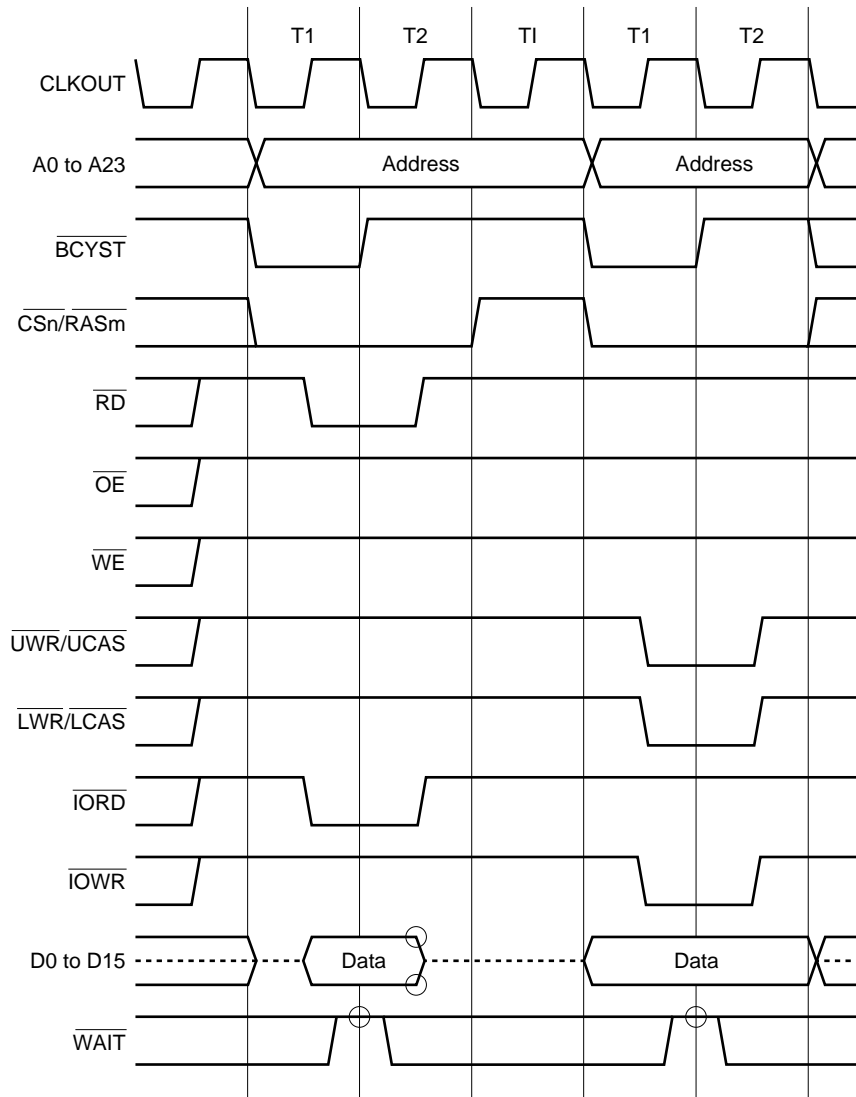 T1 T2 TI T1 T2
CLKOUT
A0 to A23 Address Address
BCYST
CSn/RASm
RD
OE
WE
UWR/UCAS
LWR/LCAS
IORD
IOWR
D0 to D15 Data Data
WAIT